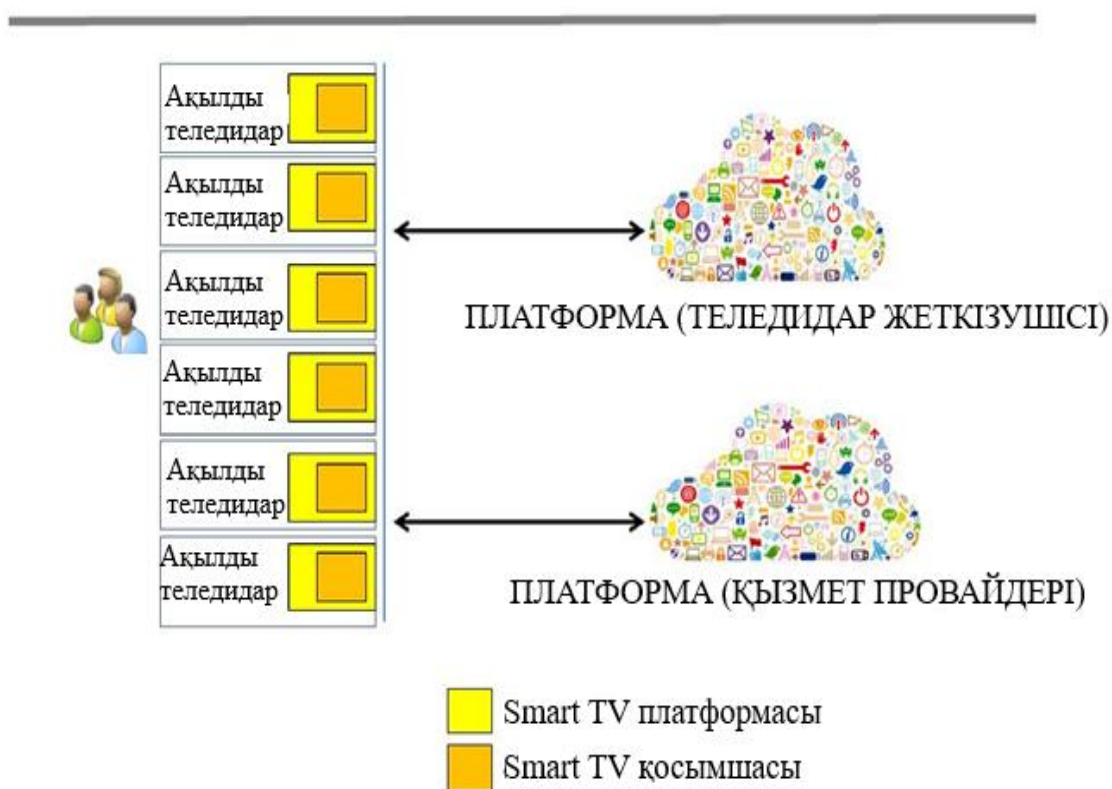 Ақылды
теледидар
Ақылды
теледидар
Ақылды
теледидар
Ақылды
теледидар
Ақылды
теледидар
Ақылды
теледидар
ПЛАТФОРМА (ТЕЛЕДИДАР ЖЕТКІЗУШІСІ)
ПЛАТФОРМА (ҚЫЗМЕТ ПРОВАЙДЕРІ)
Smart TV платформасы
Smart TV қосымшасы